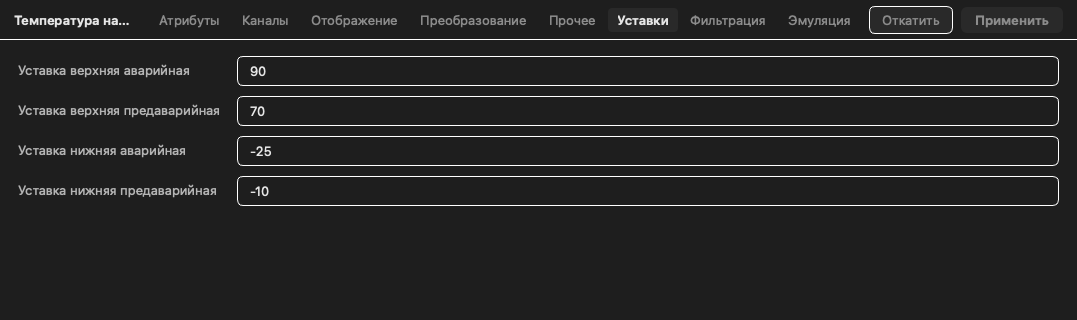 Температура на... Атрибуты Каналы Отображение Преобразование Прочее Уставки Фильтрация Эмуляция Откатить Применить
Уставка верхняя аварийная 90
Уставка верхняя предаварийная 70
Уставка нижняя аварийная -25
Уставка нижняя предаварийная -10